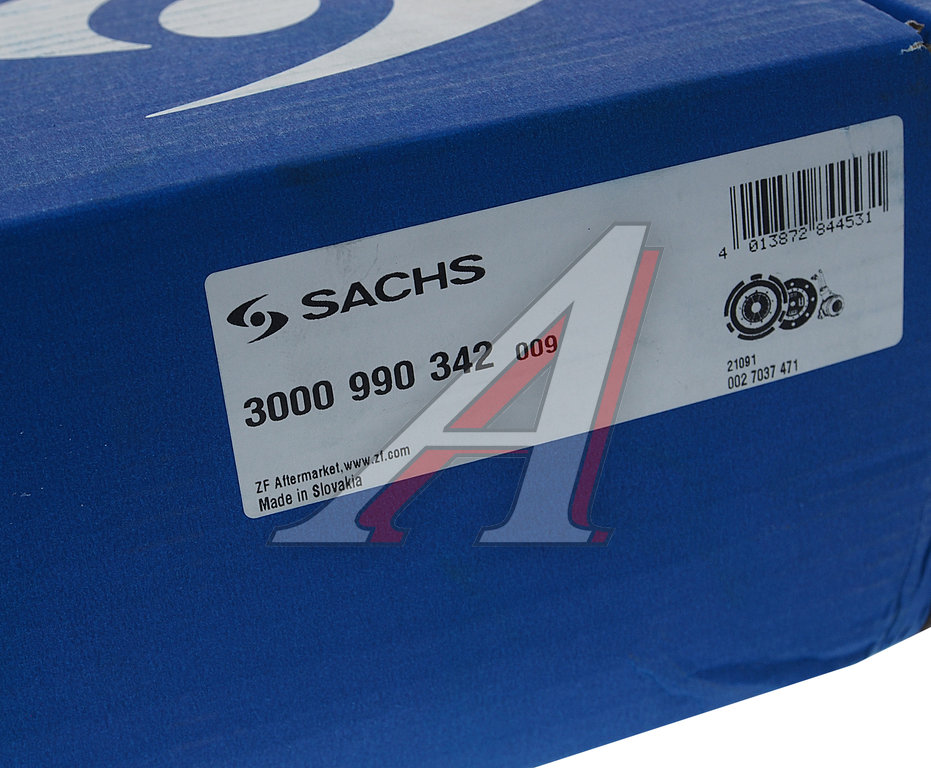 SACHS
3000 990 342 009
ZF Aftermarket, www.zf.com
Made in Slovakia
4 013872 844531
21091
002 7037 471